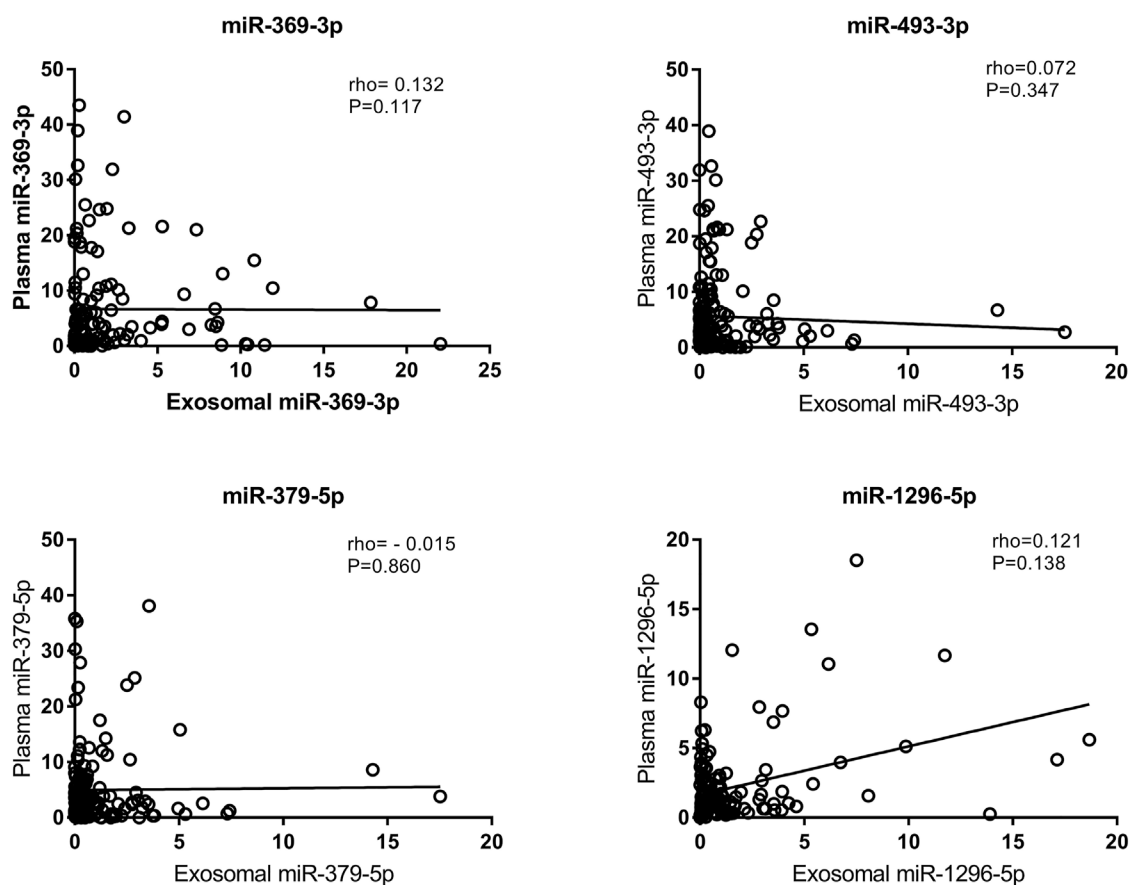 miR-369-3p
rho= 0.132
P=0.117
Plasma miR-369-3p
50
40
30
20
10
0
0 5 10 15 20 25
Exosomal miR-369-3p
miR-493-3p
rho=0.072
P=0.347
Plasma miR-493-3p
50
40
30
20
10
0
0 5 10 15 20
Exosomal miR-493-3p
miR-379-5p
rho= - 0.015
P=0.860
Plasma miR-379-5p
50
40
30
20
10
0
0 5 10 15 20
Exosomal miR-379-5p
miR-1296-5p
rho=0.121
P=0.138
Plasma miR-1296-5p
20
15
10
5
0
0 5 10 15 20
Exosomal miR-1296-5p